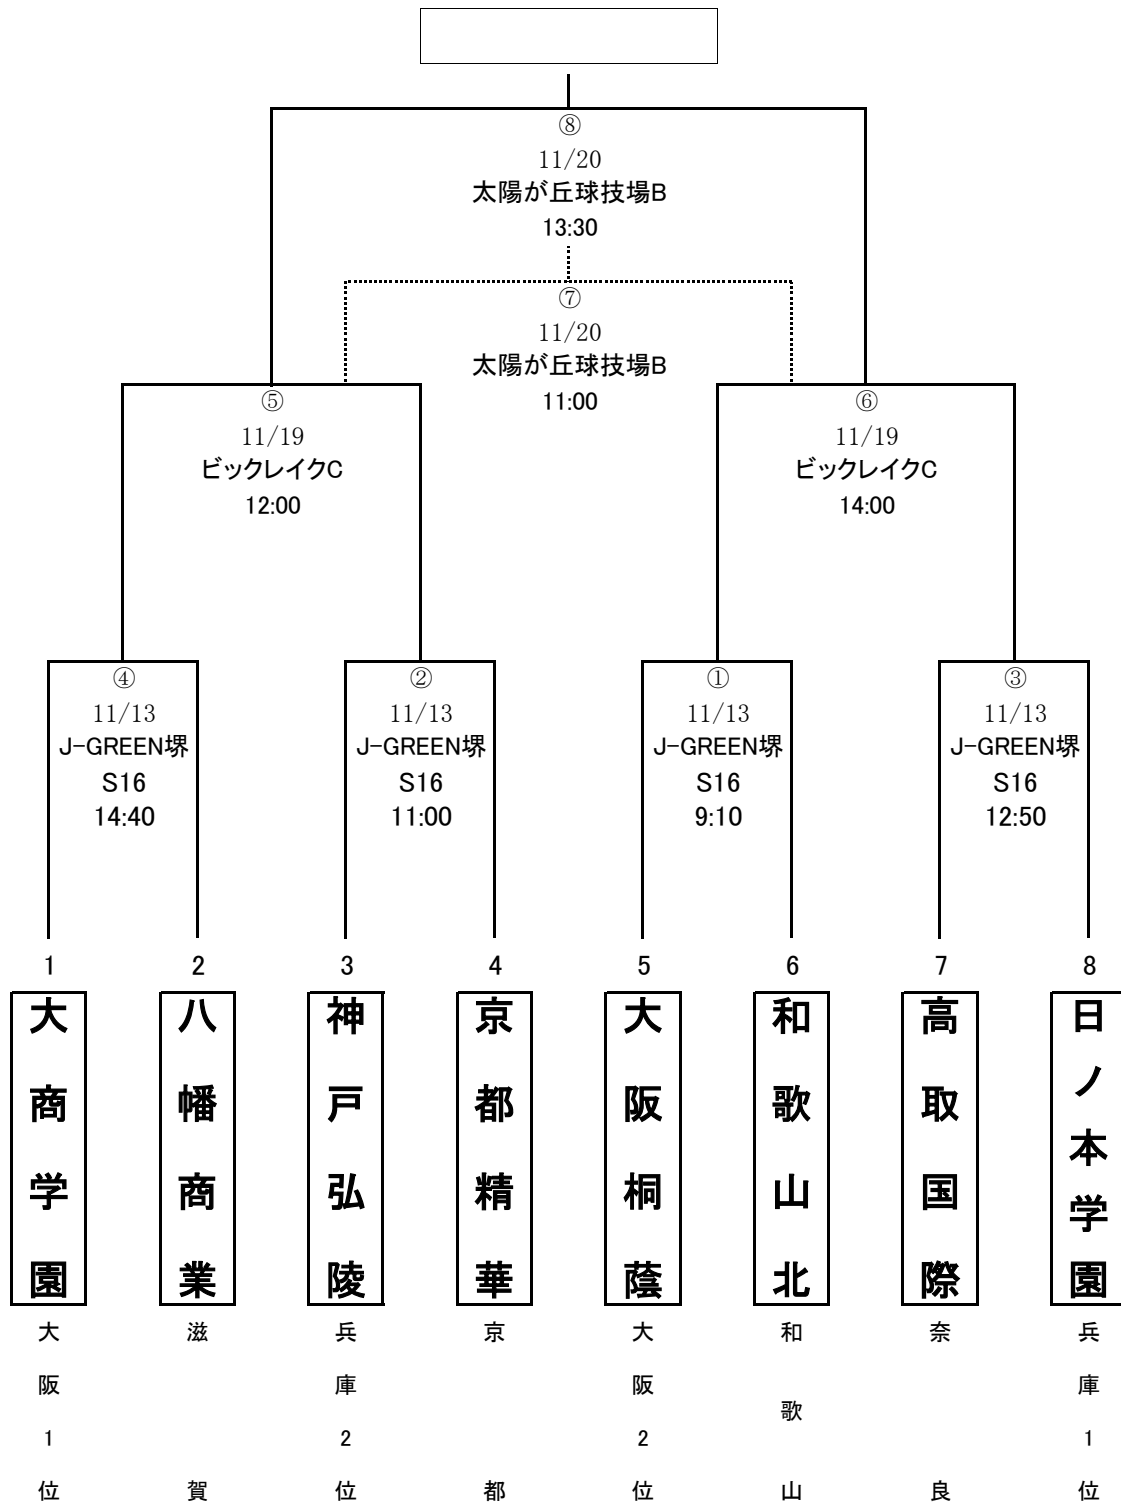 ⑧
11/20
太陽が丘球技場B
13:30
⑦
11/20
太陽が丘球技場B
11:00
⑤
11/19
ビックレイクC
12:00
⑥
11/19
ビックレイクC
14:00
④
11/13
J-GREEN堺
S16
14:40
②
11/13
J-GREEN堺
S16
11:00
①
11/13
J-GREEN堺
S16
9:10
③
11/13
J-GREEN堺
S16
12:50
1
大商学園
大阪1位
2
八幡商業
滋賀
3
神戸弘陵
兵庫2位
4
京都精華
京都
5
大阪桐蔭
大阪2位
6
和歌山北
和歌山
7
高取国際
奈良
8
日ノ本学園
兵庫1位